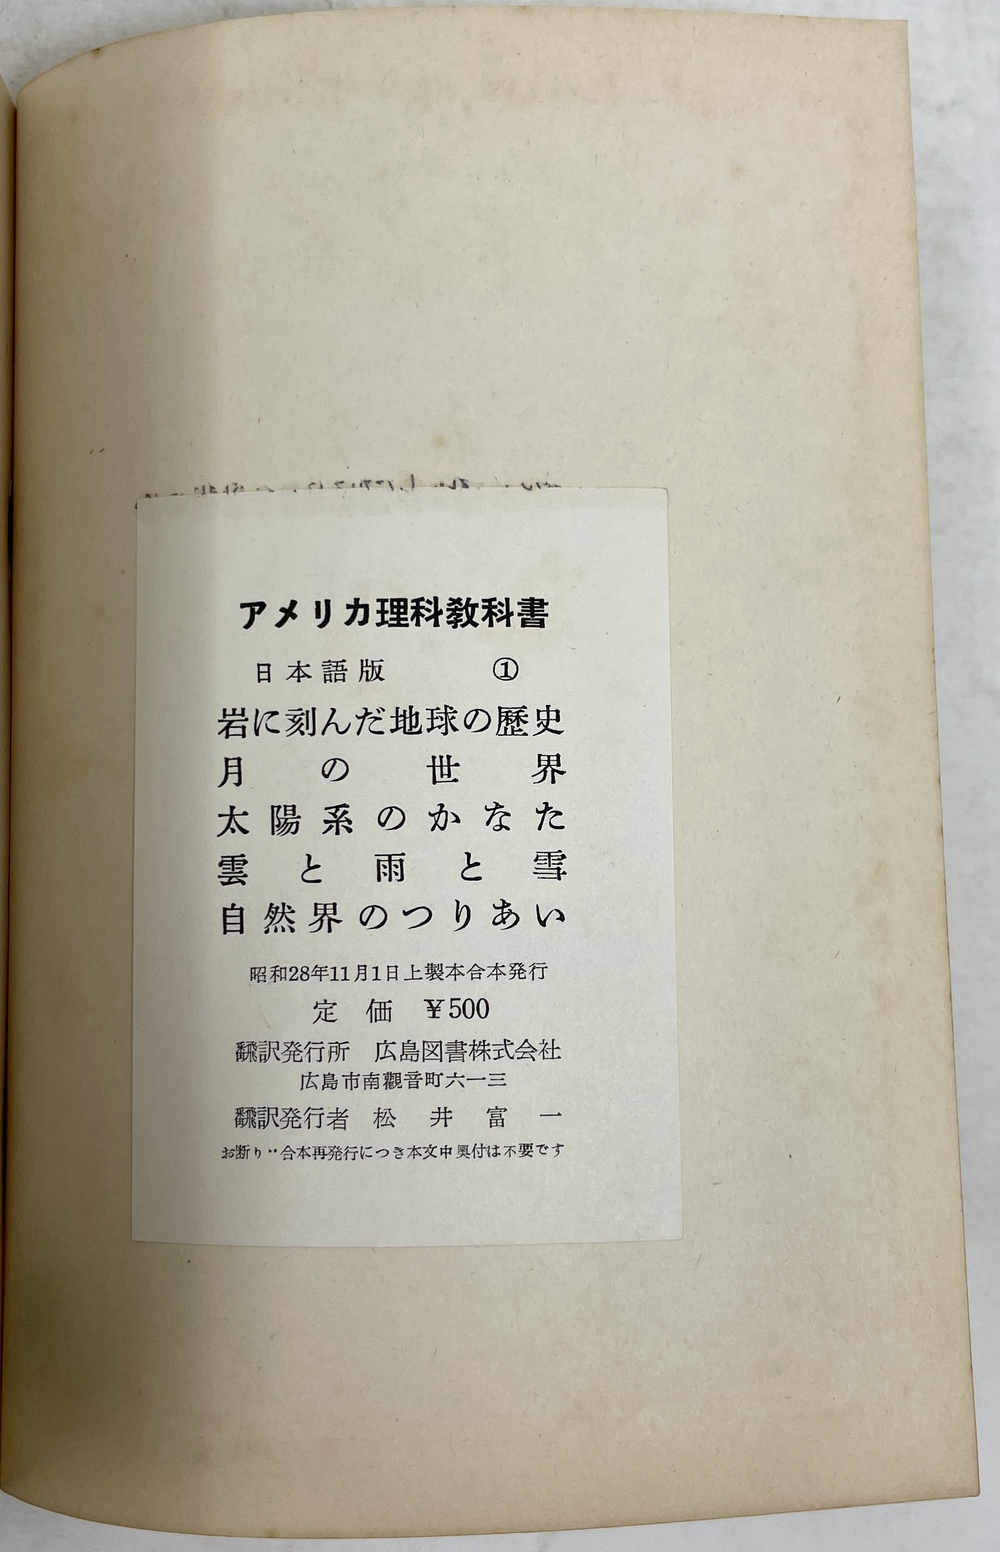 アメリカ理科教科書
日本語版 ①
岩に刻んだ地球の歷史
月の世界
太陽系のかなた
雲と雨と雪
自然界のつりあい
昭和28年11月1日上製本合本発行
定価 ¥500
飜訳発行所 広島図書株式会社
広島市南觀音町六一三
飜訳発行者 松井富一
お断り‥合本再発行につき本文中奥付は不要です